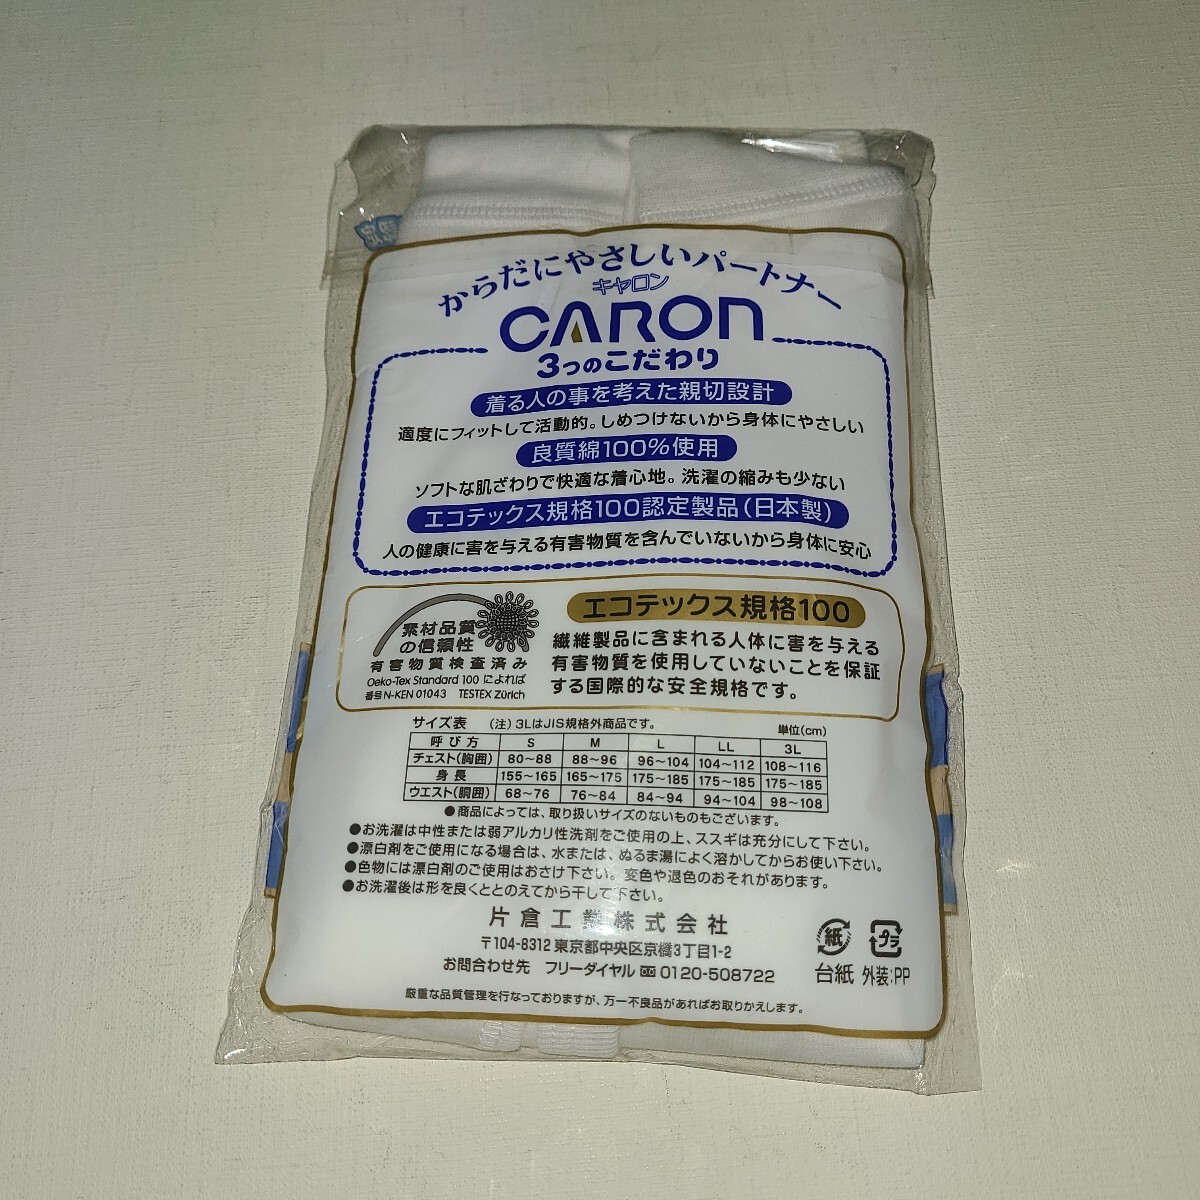 からだにやさしいパートナー
キャロン
CARON
3つのこだわり
着る人の事を考えた親切設計
適度にフィットして活動的。しめつけないから身体にやさしい
良質綿100%使用
ソフトな肌ざわりで快適な着心地。洗濯の縮みも少ない
エコテックス規格100認定製品(日本製)
人の健康に害を与える有害物質を含んでいないから身体に安心
素材品質
の信頼性
有害物質検査済み
Oeko-Tex Standard 100 によれば
番号 N-KEN 01043 TESTEX Zürich
エコテックス規格100
繊維製品に含まれる人体に害を与える
有害物質を使用していないことを保証
する国際的な安全規格です。
サイズ表 (注) 3LはJIS規格外商品です。 単位(cm)
呼び方 S M L LL 3L
チェスト(胸囲) 80~88 88~96 96~104 104~112 108~116
身長 155~165 165~175 175~185 175~185 175~185
ウエスト(胴囲) 68~76 76~84 84~94 94~104 98~108
●商品によっては、取り扱いサイズのないものもございます。
●お洗濯は中性または弱アルカリ性洗剤をご使用の上、ススギは充分にして下さい。
●漂白剤をご使用になる場合は、水または、ぬるま湯によく溶かしてからお使い下さい。
●色物には漂白剤のご使用はおさけ下さい。変色や退色のおそれがあります。
●お洗濯後は形を良くととのえてから干して下さい。
片倉工業株式会社
〒104-8312 東京都中央区京橋3丁目1-2
お問合わせ先 フリーダイヤル 0120-508722
厳重な品質管理を行なっておりますが、万一不良品があればお取りかえします。
紙 プラ
台紙 外装:PP